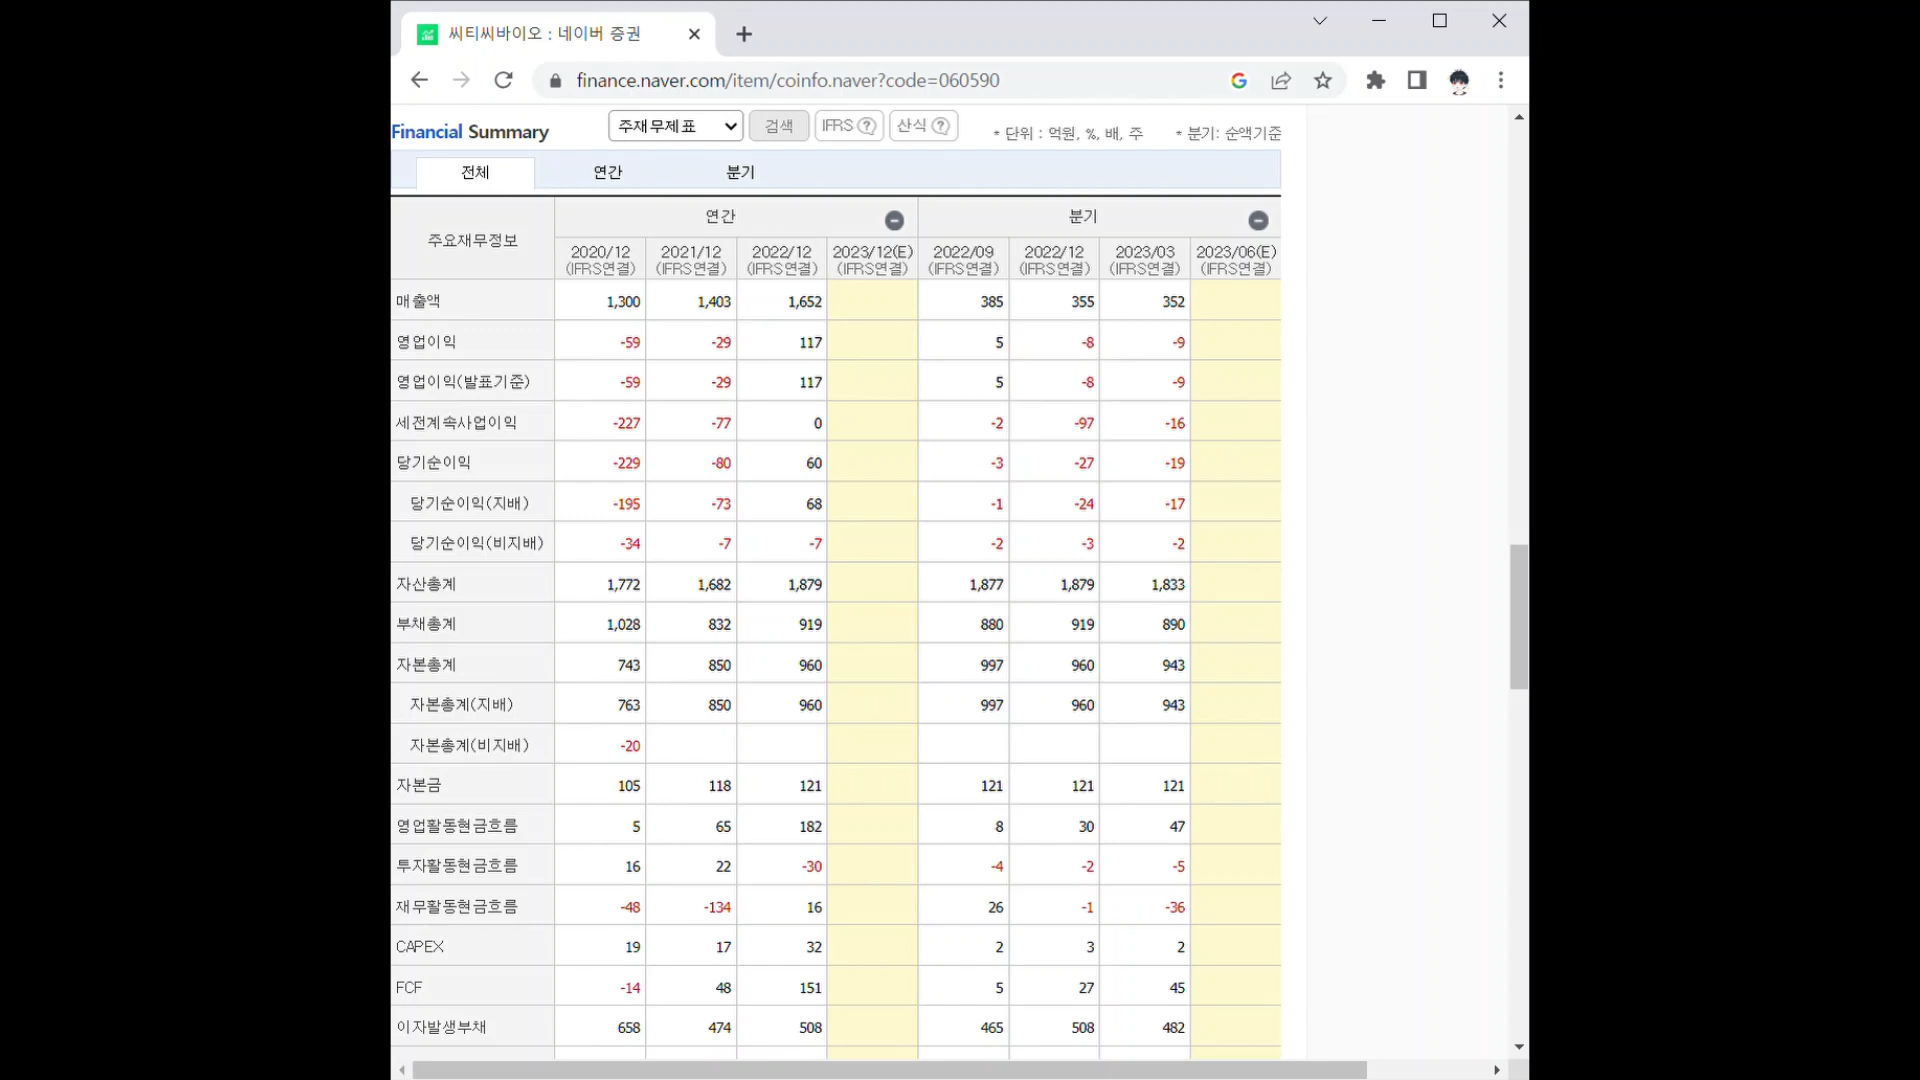 씨티씨바이오 : 네이버 증권
finance.naver.com/item/coinfo.naver?code=060590
Financial Summary 주재무제표 검색 IFRS ? 산식 ? * 단위 : 억원, %, 배, 주 * 분기: 순액기준
전체 연간 분기
주요재무정보 연간 분기
2020/12 2021/12 2022/12 2023/12(E) 2022/09 2022/12 2023/03 2023/06(E)
(IFRS연결) (IFRS연결) (IFRS연결) (IFRS연결) (IFRS연결) (IFRS연결) (IFRS연결) (IFRS연결)
매출액 1,300 1,403 1,652 385 355 352
영업이익 -59 -29 117 5 -8 -9
영업이익(발표기준) -59 -29 117 5 -8 -9
세전계속사업이익 -227 -77 0 -2 -97 -16
당기순이익 -229 -80 60 -3 -27 -19
당기순이익(지배) -195 -73 68 -1 -24 -17
당기순이익(비지배) -34 -7 -7 -2 -3 -2
자산총계 1,772 1,682 1,879 1,877 1,879 1,833
부채총계 1,028 832 919 880 919 890
자본총계 743 850 960 997 960 943
자본총계(지배) 763 850 960 997 960 943
자본총계(비지배) -20
자본금 105 118 121 121 121 121
영업활동현금흐름 5 65 182 8 30 47
투자활동현금흐름 16 22 -30 -4 -2 -5
재무활동현금흐름 -48 -134 16 26 -1 -36
CAPEX 19 17 32 2 3 2
FCF -14 48 151 5 27 45
이자발생부채 658 474 508 465 508 482